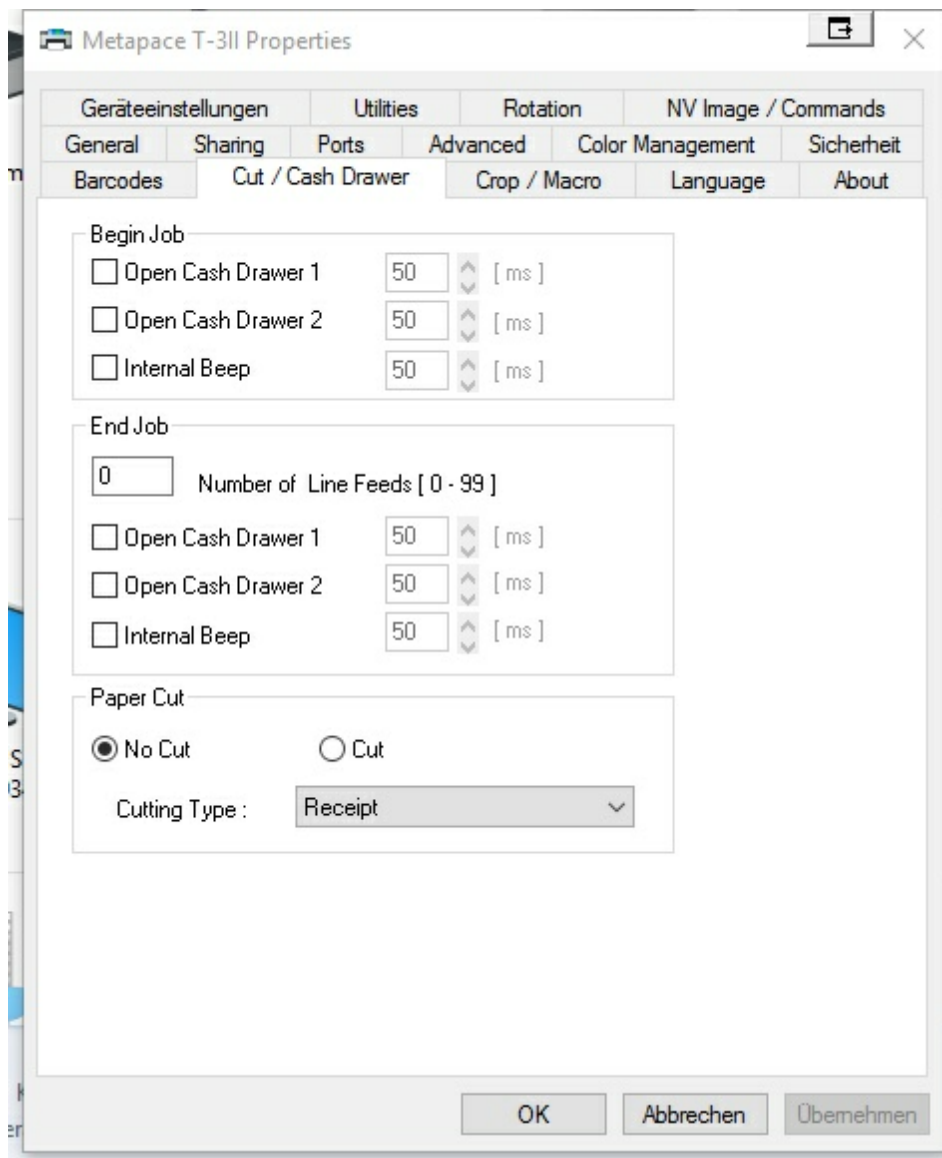 Metapace T-3II Properties
Geräteeinstellungen Utilities Rotation NV Image / Commands
General Sharing Ports Advanced Color Management Sicherheit
Barcodes Cut / Cash Drawer Crop / Macro Language About
Begin Job
Open Cash Drawer 1 50 [ ms ]
Open Cash Drawer 2 50 [ ms ]
Internal Beep 50 [ ms ]
End Job
0 Number of Line Feeds [ 0 - 99 ]
Open Cash Drawer 1 50 [ ms ]
Open Cash Drawer 2 50 [ ms ]
Internal Beep 50 [ ms ]
Paper Cut
No Cut Cut
Cutting Type : Receipt
OK Abbrechen Übernehmen